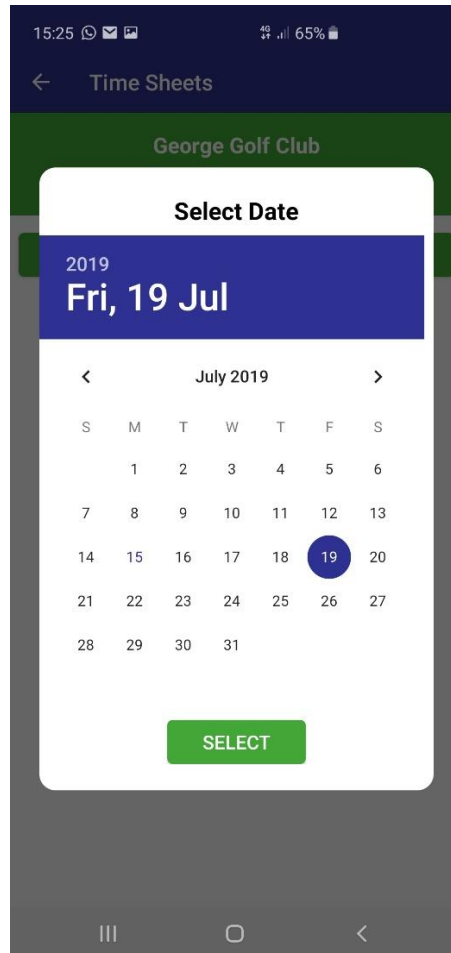 15:25 4G 65%
Time Sheets
George Golf Club
Select Date
2019
Fri, 19 Jul
July 2019
S M T W T F S
1 2 3 4 5 6
7 8 9 10 11 12 13
14 15 16 17 18 19 20
21 22 23 24 25 26 27
28 29 30 31
SELECT